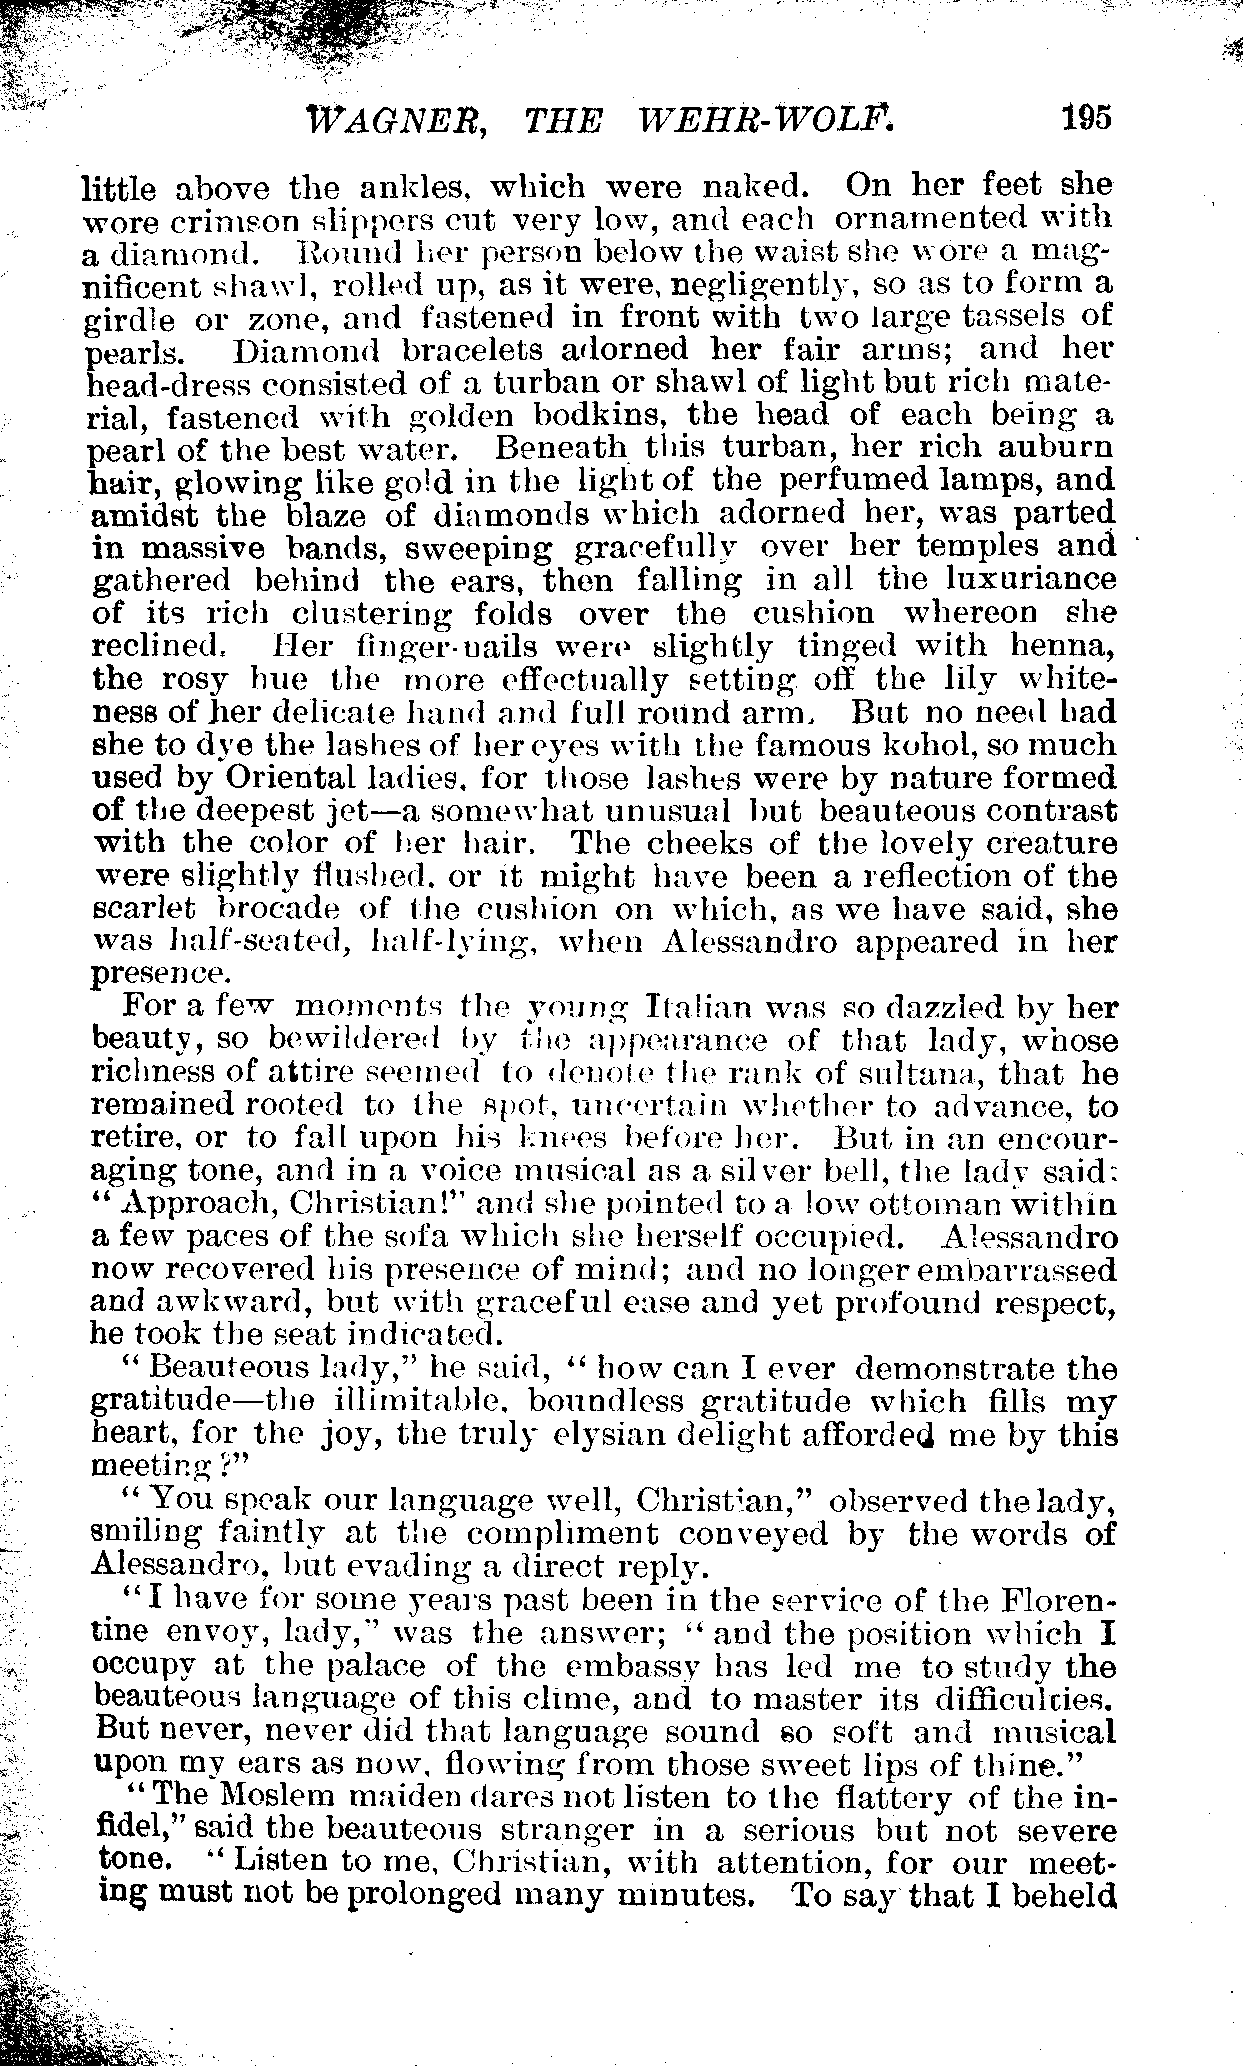 WAGNER, THE WEHR-WOLF. 195
little above the ankles, which were naked. On her feet she
wore crimson slippers cut very low, and each ornamented with
a diamond. Round her person below the waist she wore a mag-
nificent shawl, rolled up, as it were, negligently, so as to form a
girdle or zone, and fastened in front with two large tassels of
pearls. Diamond bracelets adorned her fair arms; and her
head-dress consisted of a turban or shawl of light but rich mate-
rial, fastened with golden bodkins, the head of each being a
pearl of the best water. Beneath this turban, her rich auburn
hair, glowing like gold in the light of the perfumed lamps, and
amidst the blaze of diamonds which adorned her, was parted
in massive bands, sweeping gracefully over her temples and
gathered behind the ears, then falling in all the luxuriance
of its rich clustering folds over the cushion whereon she
reclined. Her finger-nails were slightly tinged with henna,
the rosy hue the more effectually setting off the lily white-
ness of her delicate hand and full round arm. But no need had
she to dye the lashes of her eyes with the famous kohol, so much
used by Oriental ladies, for those lashes were by nature formed
of the deepest jet—a somewhat unusual but beauteous contrast
with the color of her hair. The cheeks of the lovely creature
were slightly flushed, or it might have been a reflection of the
scarlet brocade of the cushion on which, as we have said, she
was half-seated, half-lying, when Alessandro appeared in her
presence.
For a few moments the young Italian was so dazzled by her
beauty, so bewildered by the appearance of that lady, whose
richness of attire seemed to denote the rank of sultana, that he
remained rooted to the spot, uncertain whether to advance, to
retire, or to fall upon his knees before her. But in an encour-
aging tone, and in a voice musical as a silver bell, the lady said:
"Approach, Christian!" and she pointed to a low ottoman within
a few paces of the sofa which she herself occupied. Alessandro
now recovered his presence of mind; and no longer embarrassed
and awkward, but with graceful ease and yet profound respect,
he took the seat indicated.
"Beauteous lady," he said, "how can I ever demonstrate the
gratitude—the illimitable, boundless gratitude which fills my
heart, for the joy, the truly elysian delight afforded me by this
meeting?"
"You speak our language well, Christian," observed the lady,
smiling faintly at the compliment conveyed by the words of
Alessandro, but evading a direct reply.
"I have for some years past been in the service of the Floren-
tine envoy, lady," was the answer; "and the position which I
occupy at the palace of the embassy has led me to study the
beauteous language of this clime, and to master its difficulties.
But never, never did that language sound so soft and musical
upon my ears as now, flowing from those sweet lips of thine."
"The Moslem maiden dares not listen to the flattery of the in-
fidel," said the beauteous stranger in a serious but not severe
tone. "Listen to me, Christian, with attention, for our meet-
ing must not be prolonged many minutes. To say that I beheld